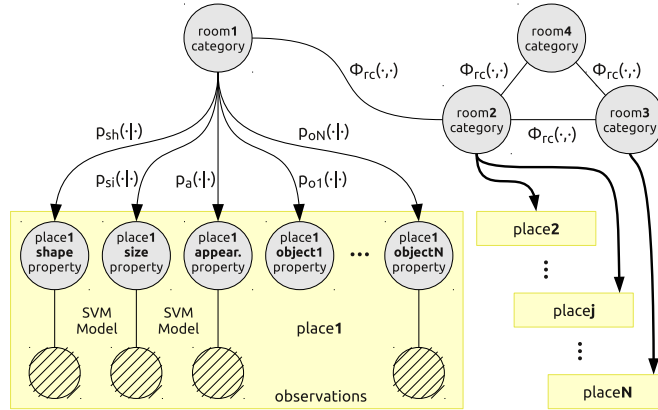 room1
category
room4
category
Φrc(·,·)
Φrc(·,·)
Φrc(·,·)
room2
category
room3
category
Φrc(·,·)
psh(·|·)
poN(·|·)
psi(·|·)
pa(·|·)
po1(·|·)
place1
shape
property
place1
size
property
place1
appear.
property
place1
object1
property
...
place1
objectN
property
place2
...
SVM
Model
SVM
Model
place1
placej
...
observations
placeN